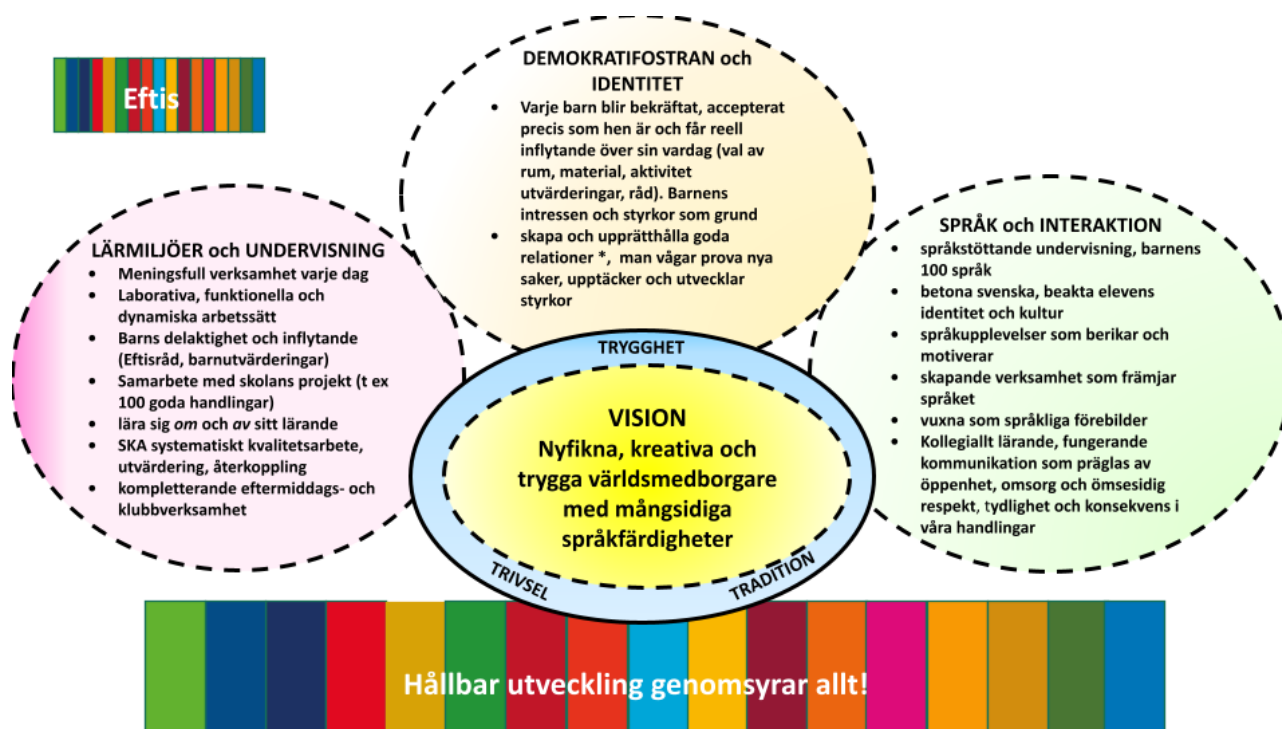 Eftis
DEMOKRATIFOSTRAN och
IDENTITET
• Varje barn blir bekräftat, accepterat
precis som hen är och får reell
inflytande över sin vardag (val av
rum, material, aktivitet
utvärderingar, råd). Barnens
intressen och styrkor som grund
• skapa och upprätthålla goda
relationer *, man vågar prova nya
saker, upptäcker och utvecklar
styrkor
LÄRMILJÖER och UNDERVISNING
• Meningsfull verksamhet varje dag
• Laborativa, funktionella och
dynamiska arbetssätt
• Barns delaktighet och inflytande
(Eftisråd, barnutvärderingar)
• Samarbete med skolans projekt (t ex
100 goda handlingar)
• lära sig om och av sitt lärande
• SKA systematiskt kvalitetsarbete,
utvärdering, återkoppling
• kompletterande eftermiddags- och
klubbverksamhet
SPRÅK och INTERAKTION
• språkstöttande undervisning, barnens
100 språk
• betona svenska, beakta elevens
identitet och kultur
• språkupplevelser som berikar och
motiverar
• skapande verksamhet som främjar
språket
• vuxna som språkliga förebilder
• Kollegiallt lärande, fungerande
kommunikation som präglas av
öppenhet, omsorg och ömsesidig
respekt, tydlighet och konsekvens i
våra handlingar
TRYGGHET
VISION
Nyfikna, kreativa och
trygga världsmedborgare
med mångsidiga
språkfärdigheter
TRIVSEL
TRADITION
Hållbar utveckling genomsyrar allt!